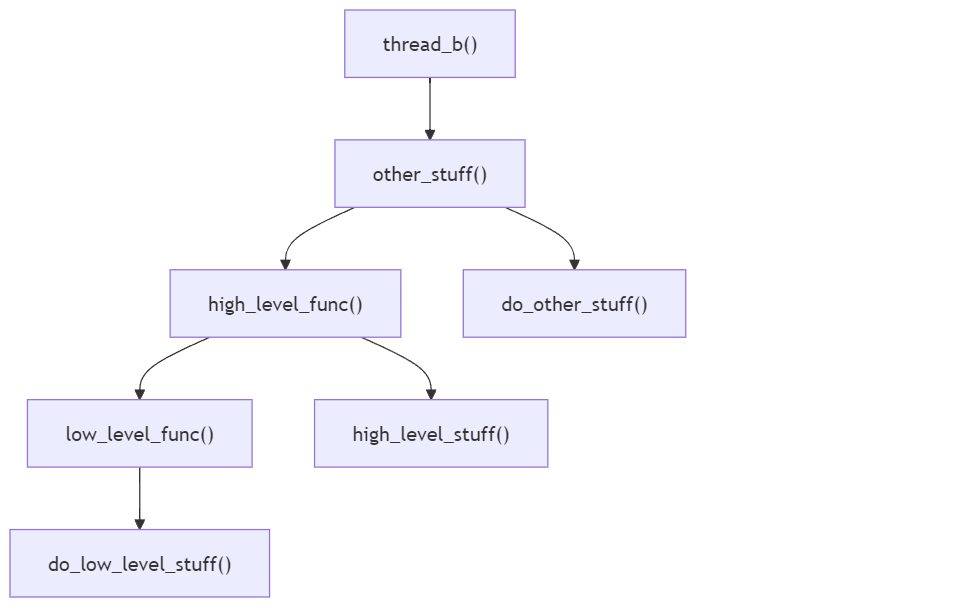 thread_b()
other_stuff()
high_level_func()
do_other_stuff()
low_level_func()
high_level_stuff()
do_low_level_stuff()